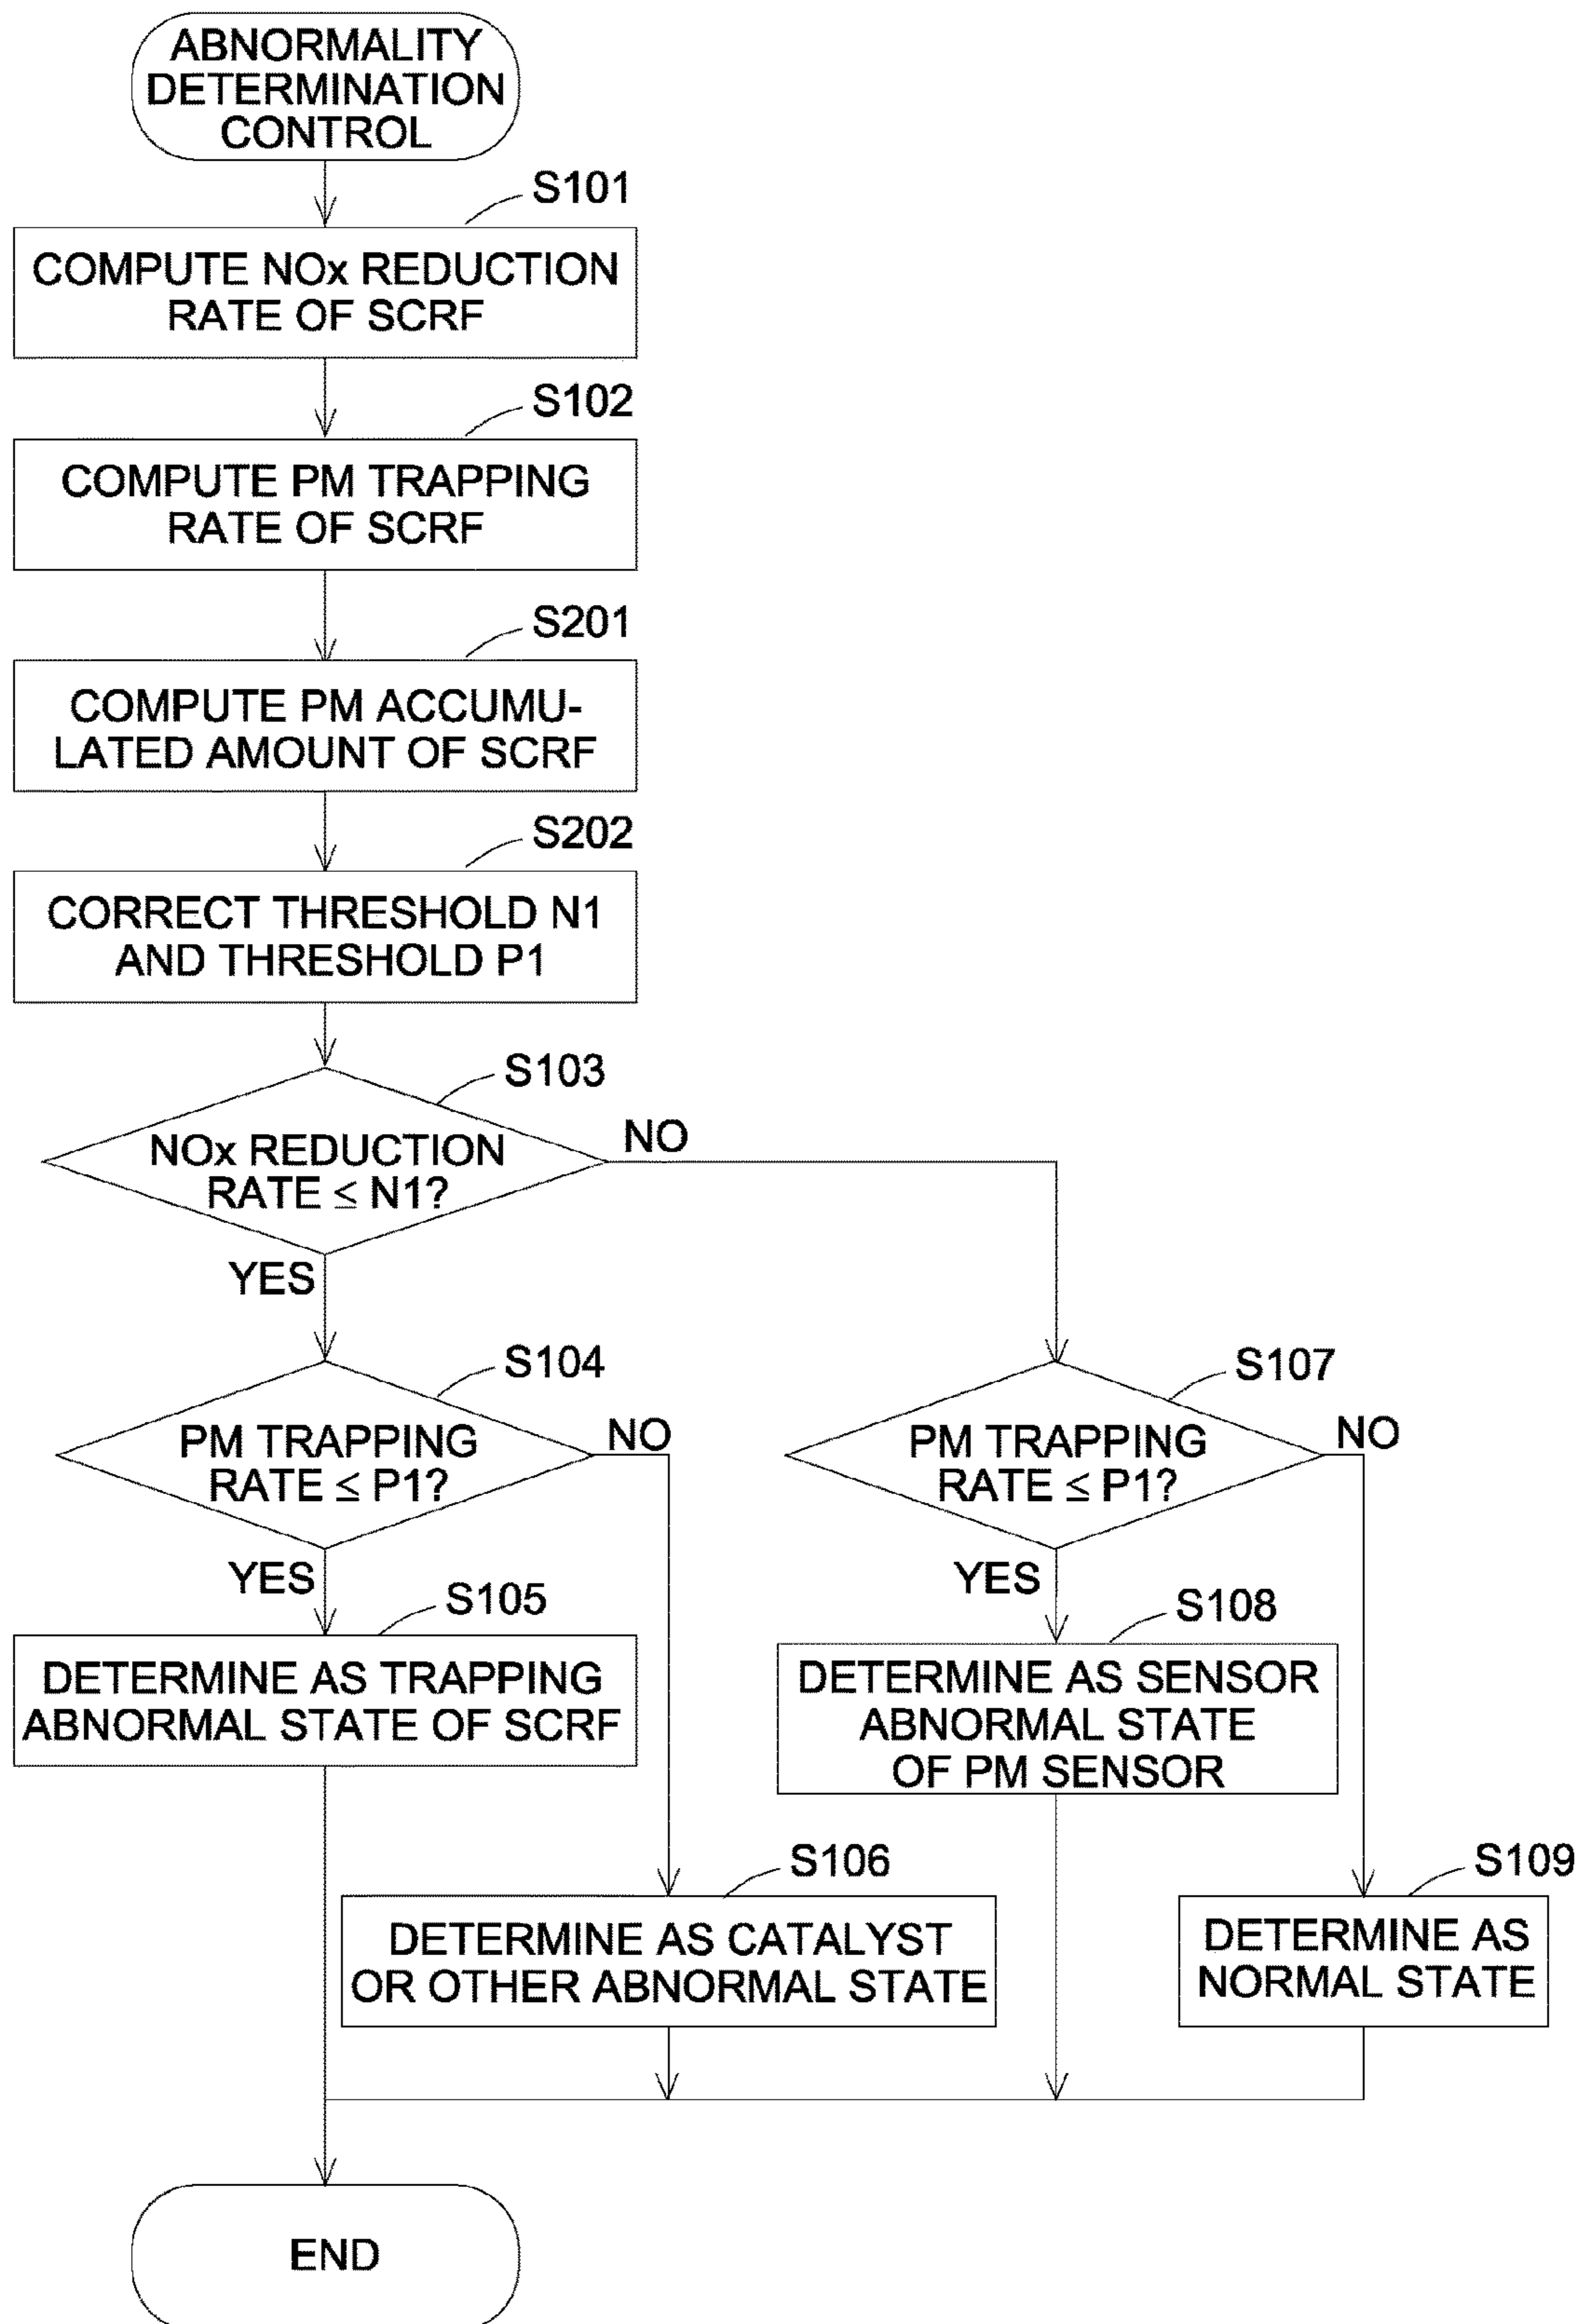 ABNORMALITY
DETERMINATION
CONTROL
S101
COMPUTE NOx REDUCTION
RATE OF SCRF
S102
COMPUTE PM TRAPPING
RATE OF SCRF
S201
COMPUTE PM ACCUMU-
LATED AMOUNT OF SCRF
S202
CORRECT THRESHOLD N1
AND THRESHOLD P1
S103
NOx REDUCTION
RATE ≤ N1?
NO
YES
S104
PM TRAPPING
RATE ≤ P1?
NO
YES
S107
PM TRAPPING
RATE ≤ P1?
NO
YES
S105
DETERMINE AS TRAPPING
ABNORMAL STATE OF SCRF
S108
DETERMINE AS SENSOR
ABNORMAL STATE
OF PM SENSOR
S106
DETERMINE AS CATALYST
OR OTHER ABNORMAL STATE
S109
DETERMINE AS
NORMAL STATE
END